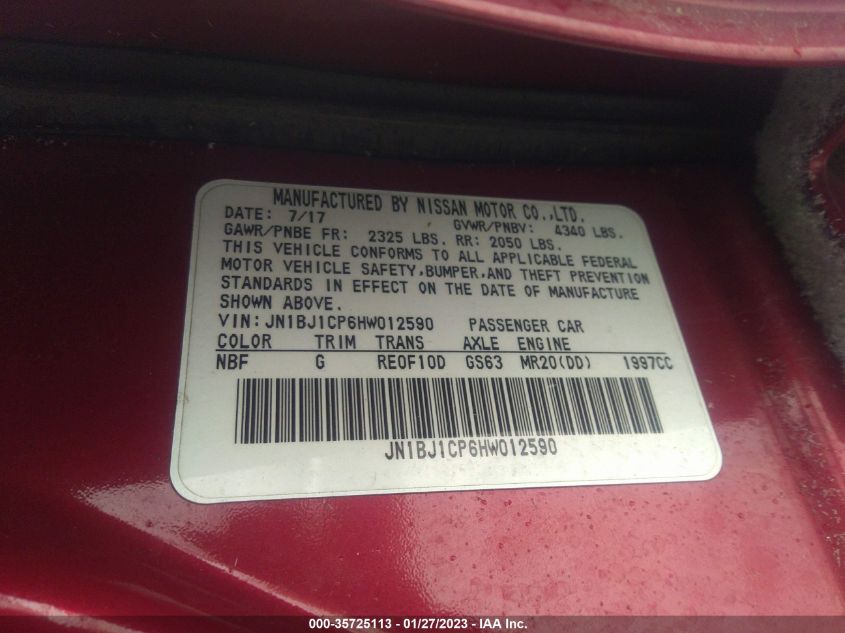 MANUFACTURED BY NISSAN MOTOR CO.,LTD.
DATE: 7/17 GVWR/PNBV: 4340 LBS.
GAWR/PNBE FR: 2325 LBS. RR: 2050 LBS.
THIS VEHICLE CONFORMS TO ALL APPLICABLE FEDERAL
MOTOR VEHICLE SAFETY,BUMPER,AND THEFT PREVENTION
STANDARDS IN EFFECT ON THE DATE OF MANUFACTURE
SHOWN ABOVE.
VIN:JN1BJ1CP6HW012590 PASSENGER CAR
COLOR TRIM TRANS AXLE ENGINE
NBF G RE0F10D GS63 MR20(DD) 1997CC
JN1BJ1CP6HW012590
000-35725113 - 01/27/2023 - IAA Inc.